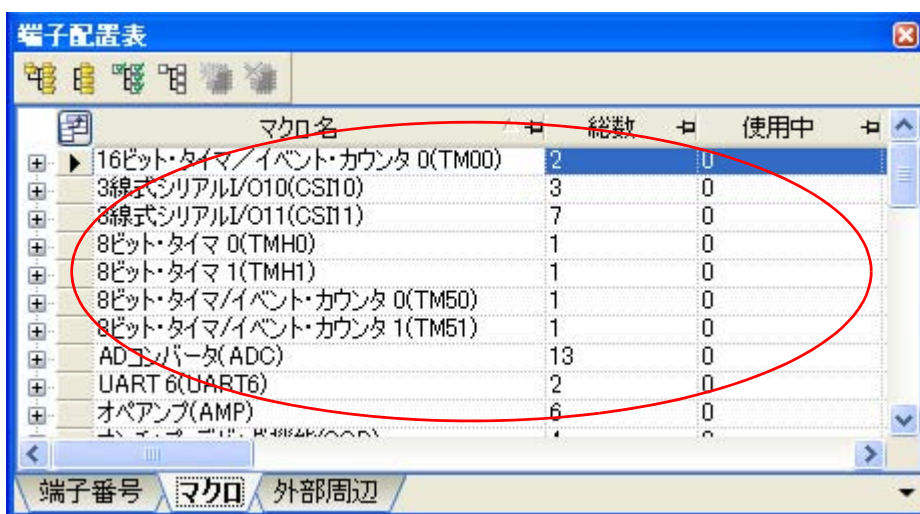 端子配置表
マクロ名 総数 使用中
16ビット・タイマ/イベント・カウンタ 0(TM00) 2 0
3線式シリアルI/O10(CSI10) 3 0
3線式シリアルI/O11(CSI11) 7 0
8ビット・タイマ 0(TMH0) 1 0
8ビット・タイマ 1(TMH1) 1 0
8ビット・タイマ/イベント・カウンタ 0(TM50) 1 0
8ビット・タイマ/イベント・カウンタ 1(TM51) 1 0
ADコンバータ(ADC) 13 0
UART 6(UART6) 2 0
オペアンプ(AMP) 6 0
端子番号 マクロ 外部周辺